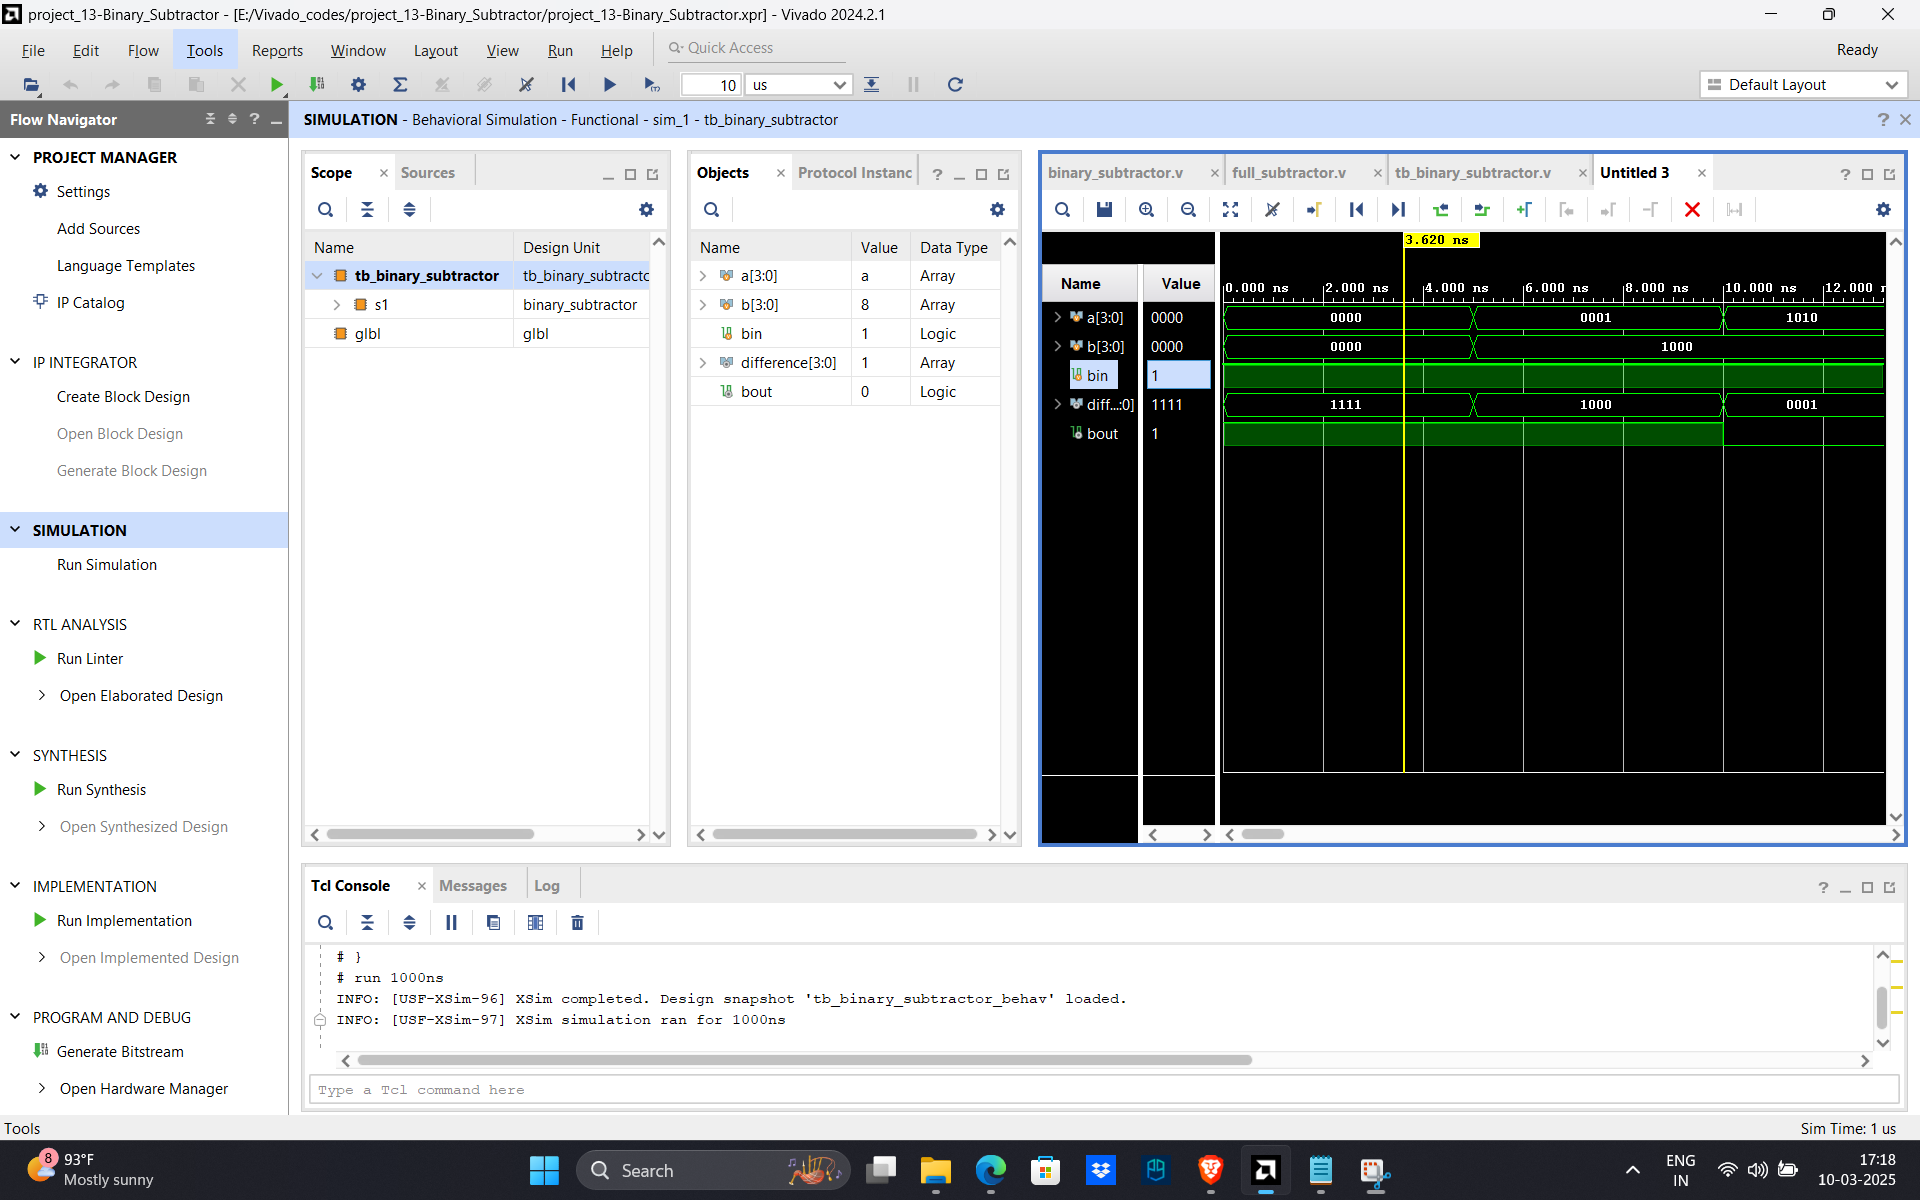 project_13-Binary_Subtractor - [E:/Vivado_codes/project_13-Binary_Subtractor/project_13-Binary_Subtractor.xpr] - Vivado 2024.2.1
File Edit Flow Tools Reports Window Layout View Run Help Quick Access Ready
10 us Default Layout
Flow Navigator
SIMULATION - Behavioral Simulation - Functional - sim_1 - tb_binary_subtractor
PROJECT MANAGER
Settings
Add Sources
Language Templates
IP Catalog
IP INTEGRATOR
Create Block Design
Open Block Design
Generate Block Design
SIMULATION
Run Simulation
RTL ANALYSIS
Run Linter
Open Elaborated Design
SYNTHESIS
Run Synthesis
Open Synthesized Design
IMPLEMENTATION
Run Implementation
Open Implemented Design
PROGRAM AND DEBUG
Generate Bitstream
Open Hardware Manager
Scope Sources
Name Design Unit
tb_binary_subtractor tb_binary_subtractc
s1 binary_subtractor
glbl glbl
Objects Protocol Instanc
Name Value Data Type
a[3:0] a Array
b[3:0] 8 Array
bin 1 Logic
difference[3:0] 1 Array
bout 0 Logic
binary_subtractor.v full_subtractor.v tb_binary_subtractor.v Untitled 3
3.620 ns
Name Value
0.000 ns 2.000 ns 4.000 ns 6.000 ns 8.000 ns 10.000 ns 12.000 n
a[3:0] 0000 0000 0001 1010
b[3:0] 0000 0000 1000
bin 1
diff...:0] 1111 1111 1000 0001
bout 1
Tcl Console Messages Log
# }
# run 1000ns
INFO: [USF-XSim-96] XSim completed. Design snapshot 'tb_binary_subtractor_behav' loaded.
INFO: [USF-XSim-97] XSim simulation ran for 1000ns
Type a Tcl command here
Tools Sim Time: 1 us
8 93°F
Mostly sunny
Search
ENG
IN
17:18
10-03-2025